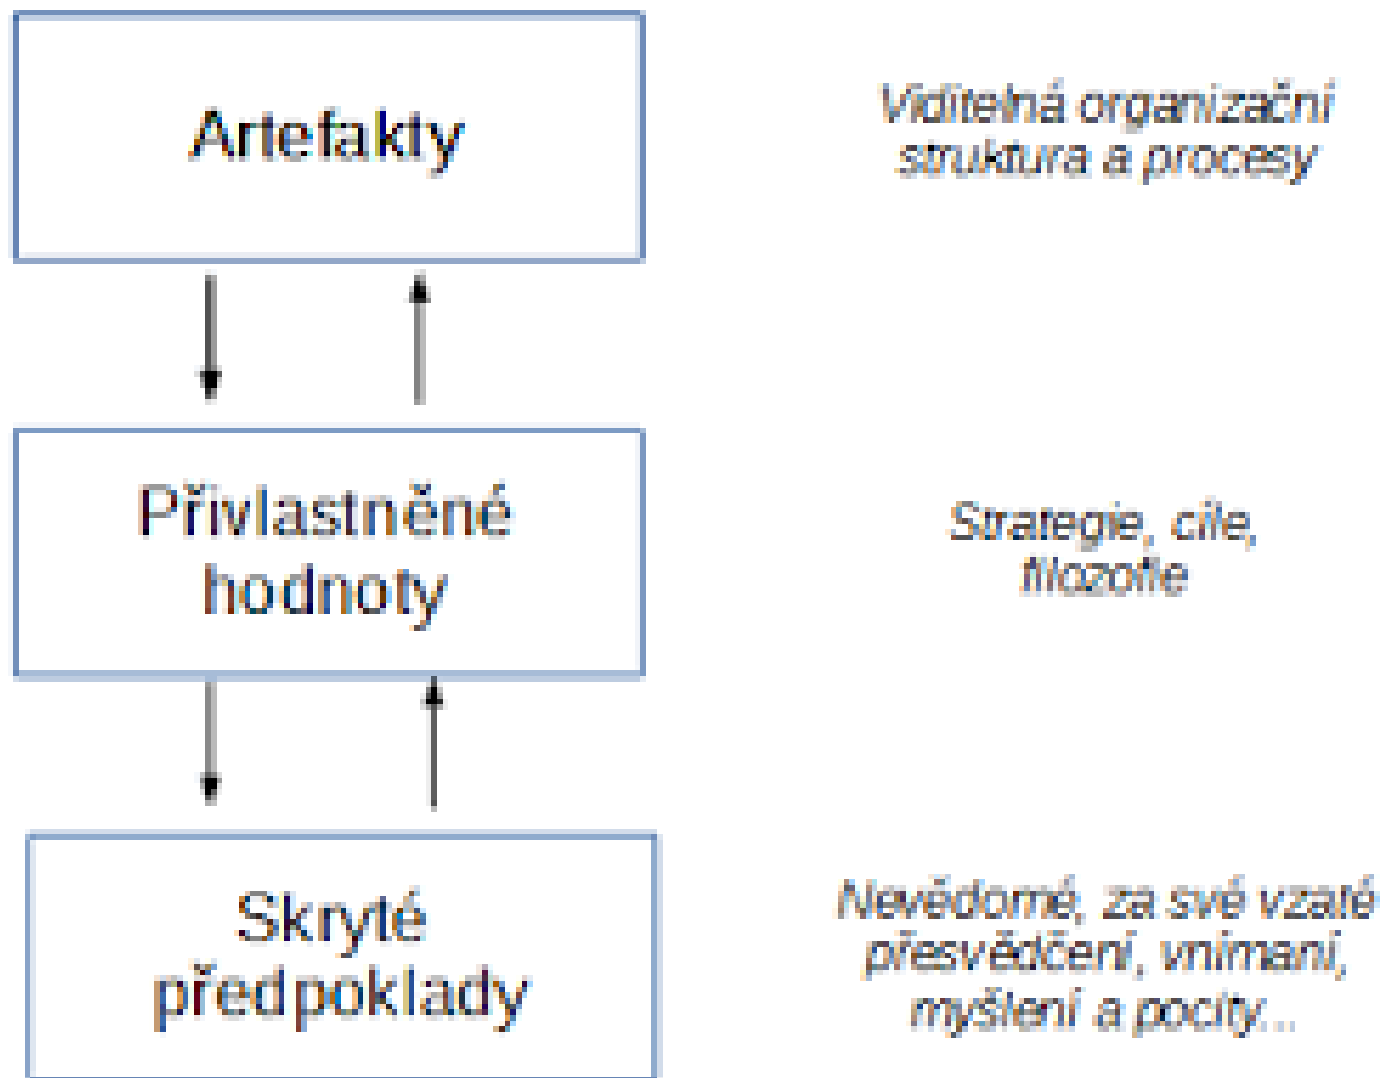 Artefakty
Viditelná organizační
struktura a procesy
Přivlastněné
hodnoty
Strategie, cíle,
filozofie
Skryté
předpoklady
Nevědomé, za své vzaté
přesvědčení, vnímaní,
myšlení a pocity...